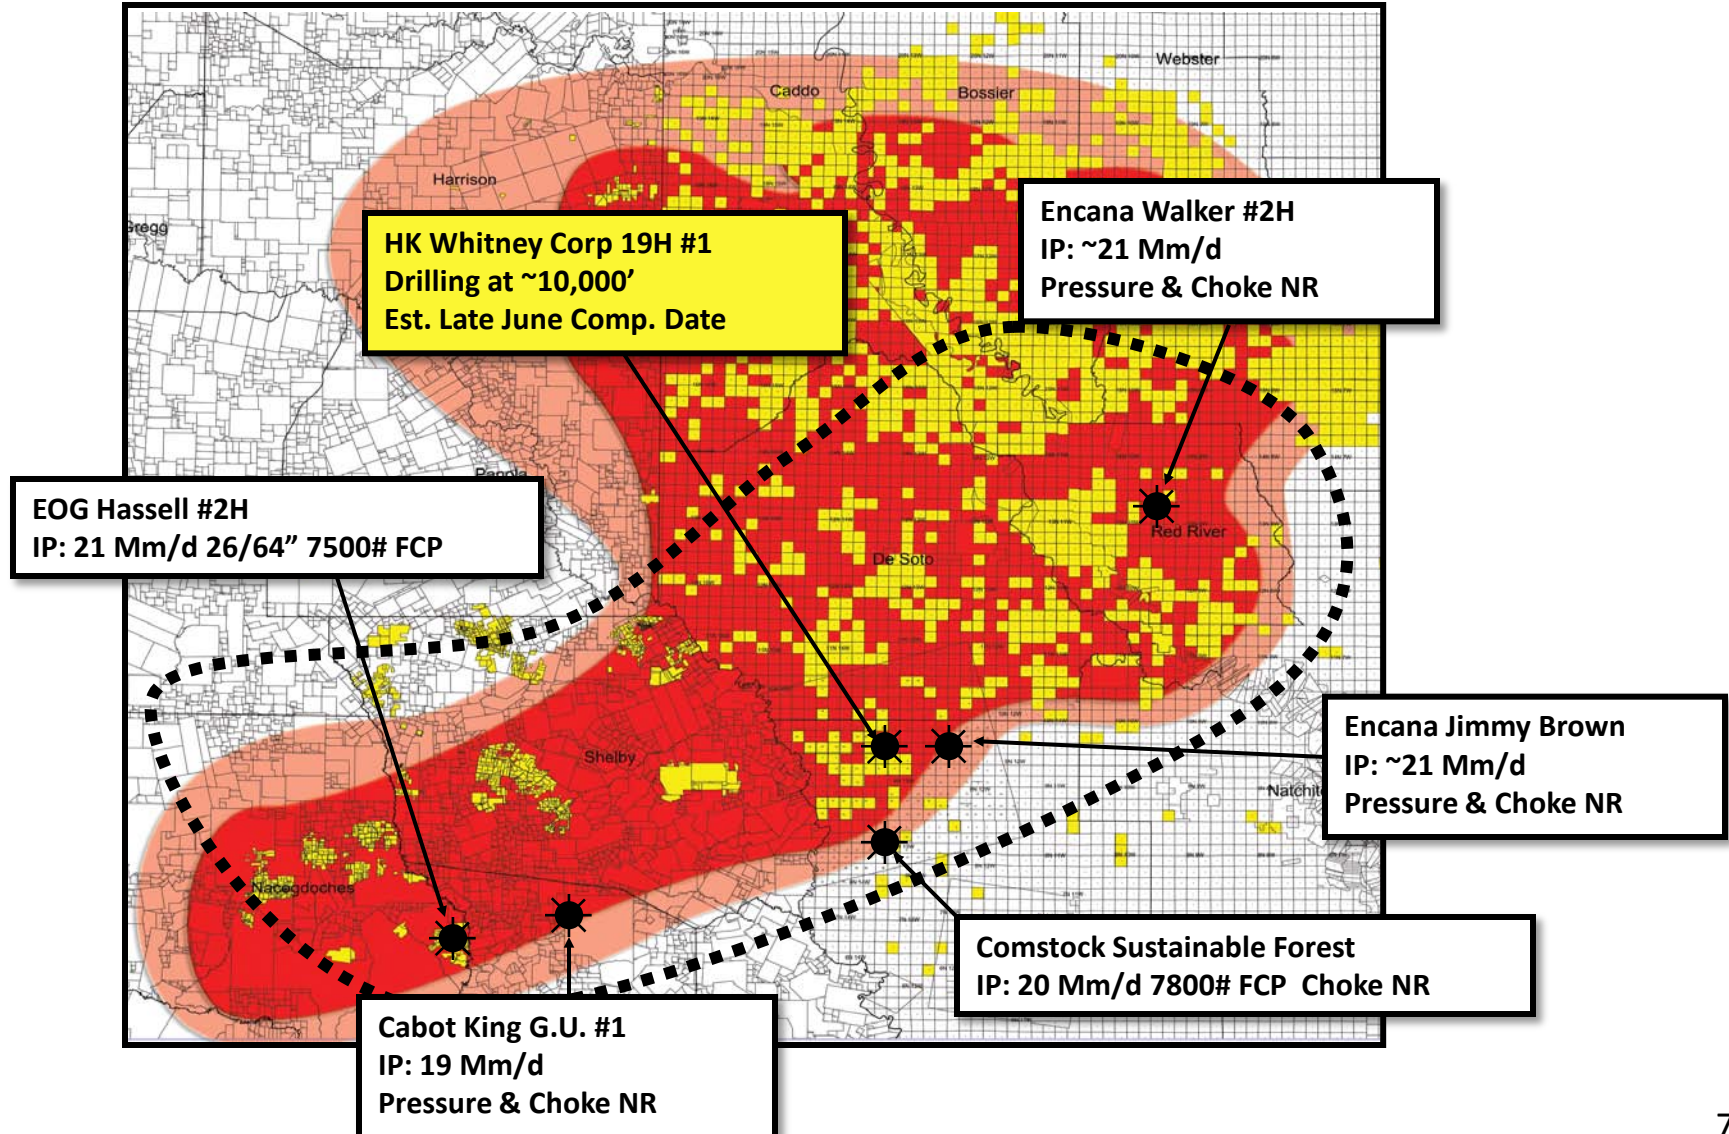 Webster
Caddo
Bossier
Harrison
Gregg
HK Whitney Corp 19H #1
Drilling at ~10,000’
Est. Late June Comp. Date
Encana Walker #2H
IP: ~21 Mm/d
Pressure & Choke NR
Panola
EOG Hassell #2H
IP: 21 Mm/d 26/64” 7500# FCP
Red River
De Soto
Shelby
Encana Jimmy Brown
IP: ~21 Mm/d
Pressure & Choke NR
Natchit
Nacogdoches
Comstock Sustainable Forest
IP: 20 Mm/d 7800# FCP Choke NR
Cabot King G.U. #1
IP: 19 Mm/d
Pressure & Choke NR
7